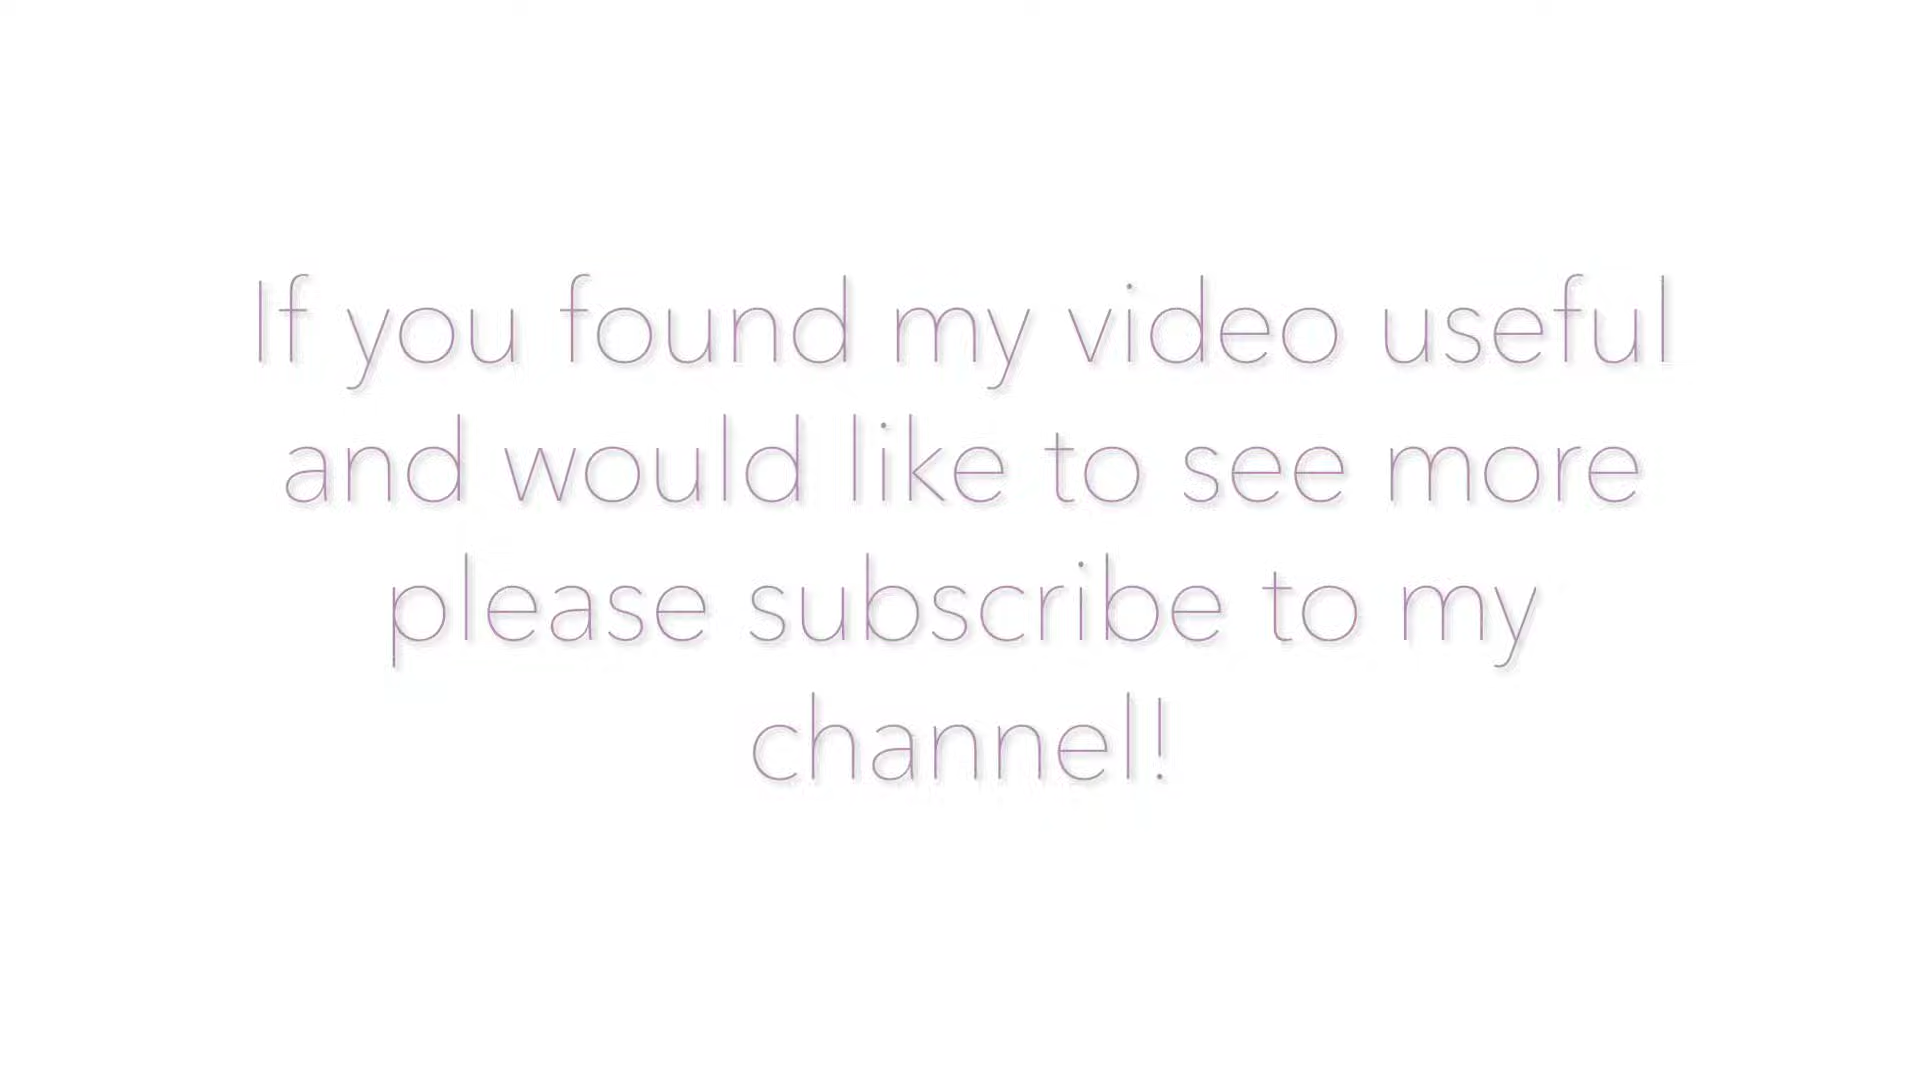 If you found my video useful
and would like to see more
please subscribe to my
channel!